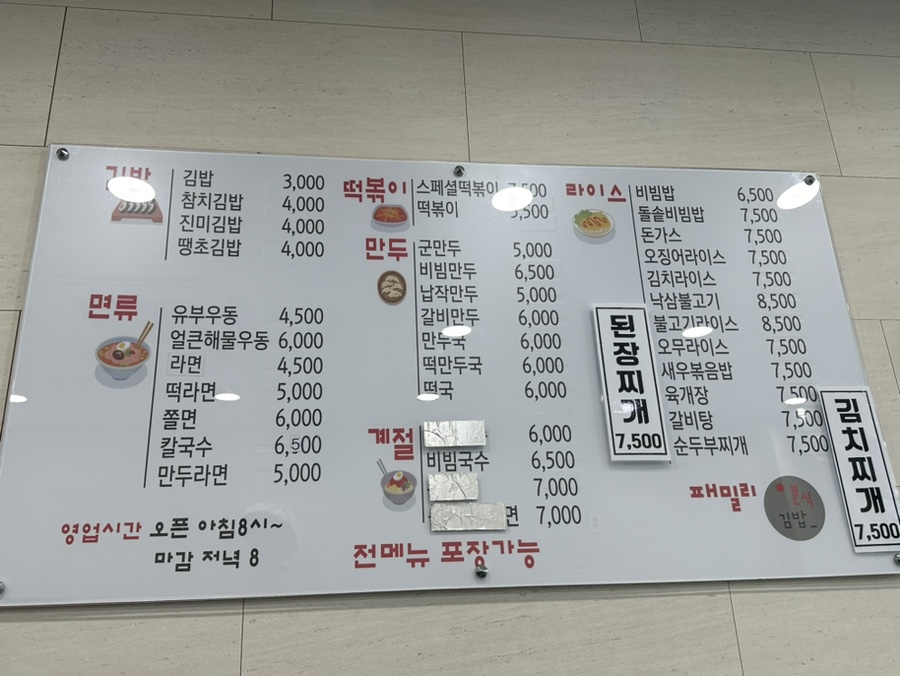 김밥
김밥 3,000
참치김밥 4,000
진미김밥 4,000
땡초김밥 4,000
면류
유부우동 4,500
얼큰해물우동 6,000
라면 4,500
떡라면 5,000
쫄면 6,000
칼국수 6,500
만두라면 5,000
영업시간 오픈 아침8시~
마감 저녁 8
떡볶이
스페셜떡볶이 7,500
떡볶이 5,500
만두
군만두 5,000
비빔만두 6,500
납작만두 5,000
갈비만두 6,000
만두국 6,000
떡만두국 6,000
떡국 6,000
계절
6,000
비빔국수 6,500
7,000
면 7,000
전메뉴 포장가능
라이스
비빔밥 6,500
돌솥비빔밥 7,500
돈가스 7,500
오징어라이스 7,500
김치라이스 7,500
낙삼불고기 8,500
불고기라이스 8,500
오무라이스 7,500
새우볶음밥 7,500
육개장 7,500
갈비탕 7,500
순두부찌개 7,500
된장찌개
7,500
김치찌개
7,500
패밀리
분식
김밥